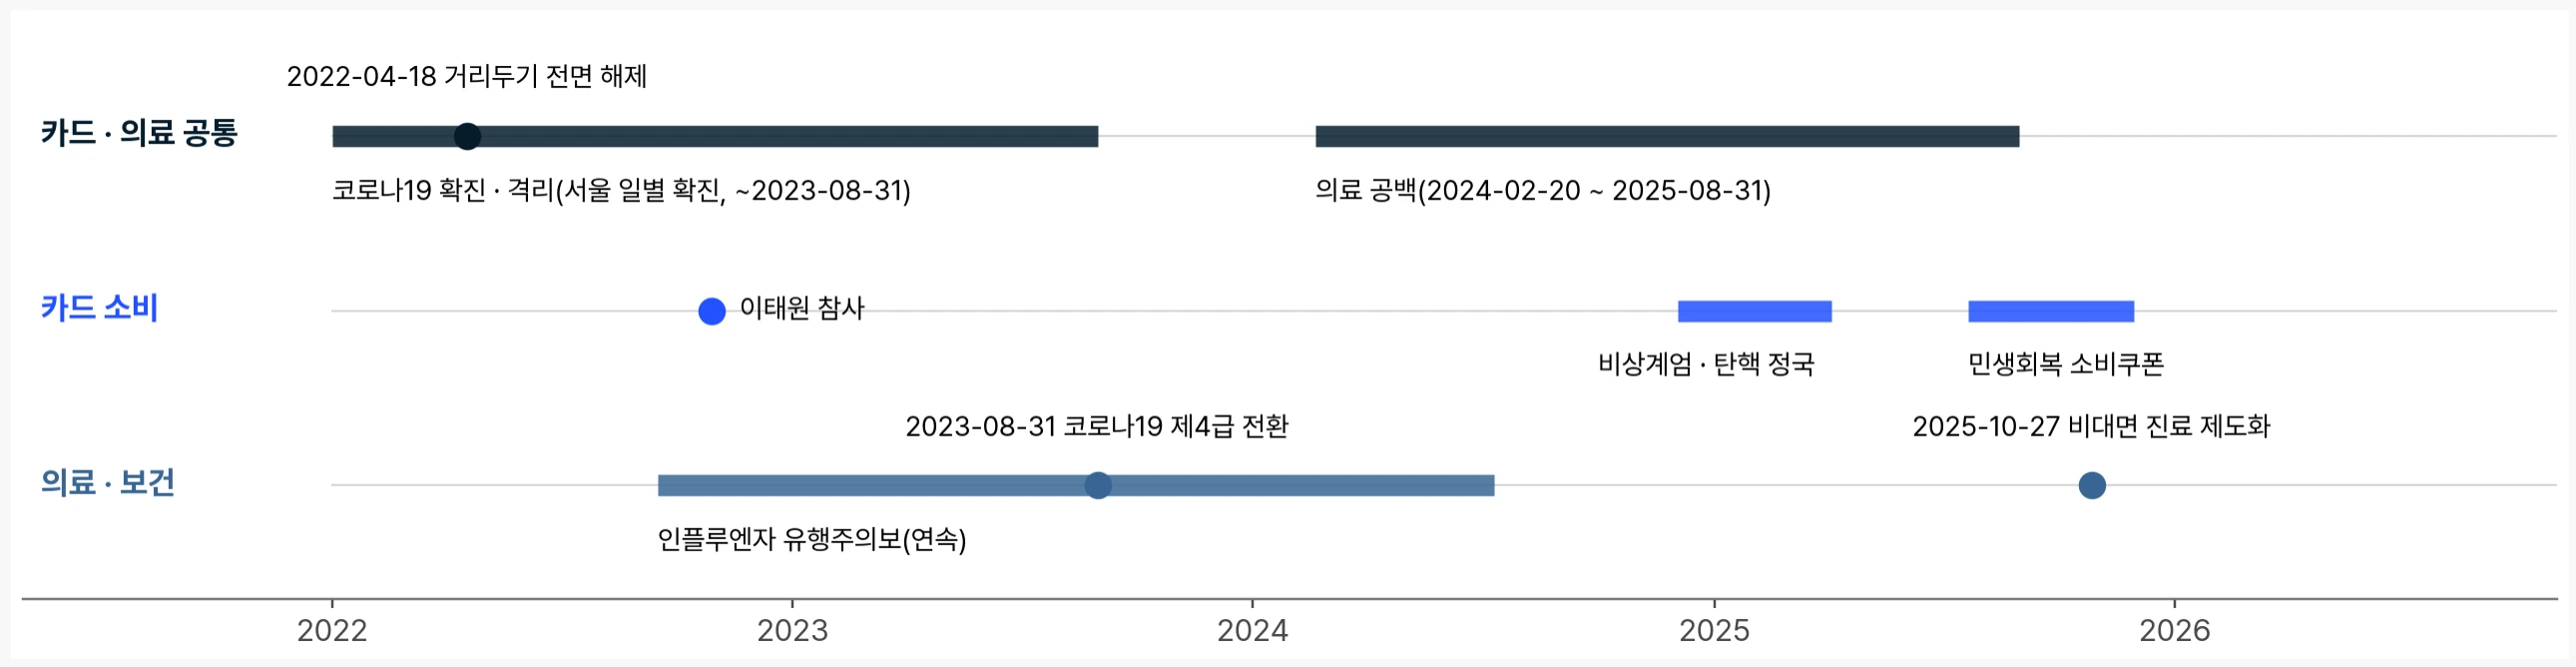 2022-04-18 거리두기 전면 해제
카드 · 의료 공통
코로나19 확진 · 격리(서울 일별 확진, ~2023-08-31)
의료 공백(2024-02-20 ~ 2025-08-31)
카드 소비
이태원 참사
비상계엄 · 탄핵 정국
민생회복 소비쿠폰
2023-08-31 코로나19 제4급 전환
2025-10-27 비대면 진료 제도화
의료 · 보건
인플루엔자 유행주의보(연속)
2022
2023
2024
2025
2026